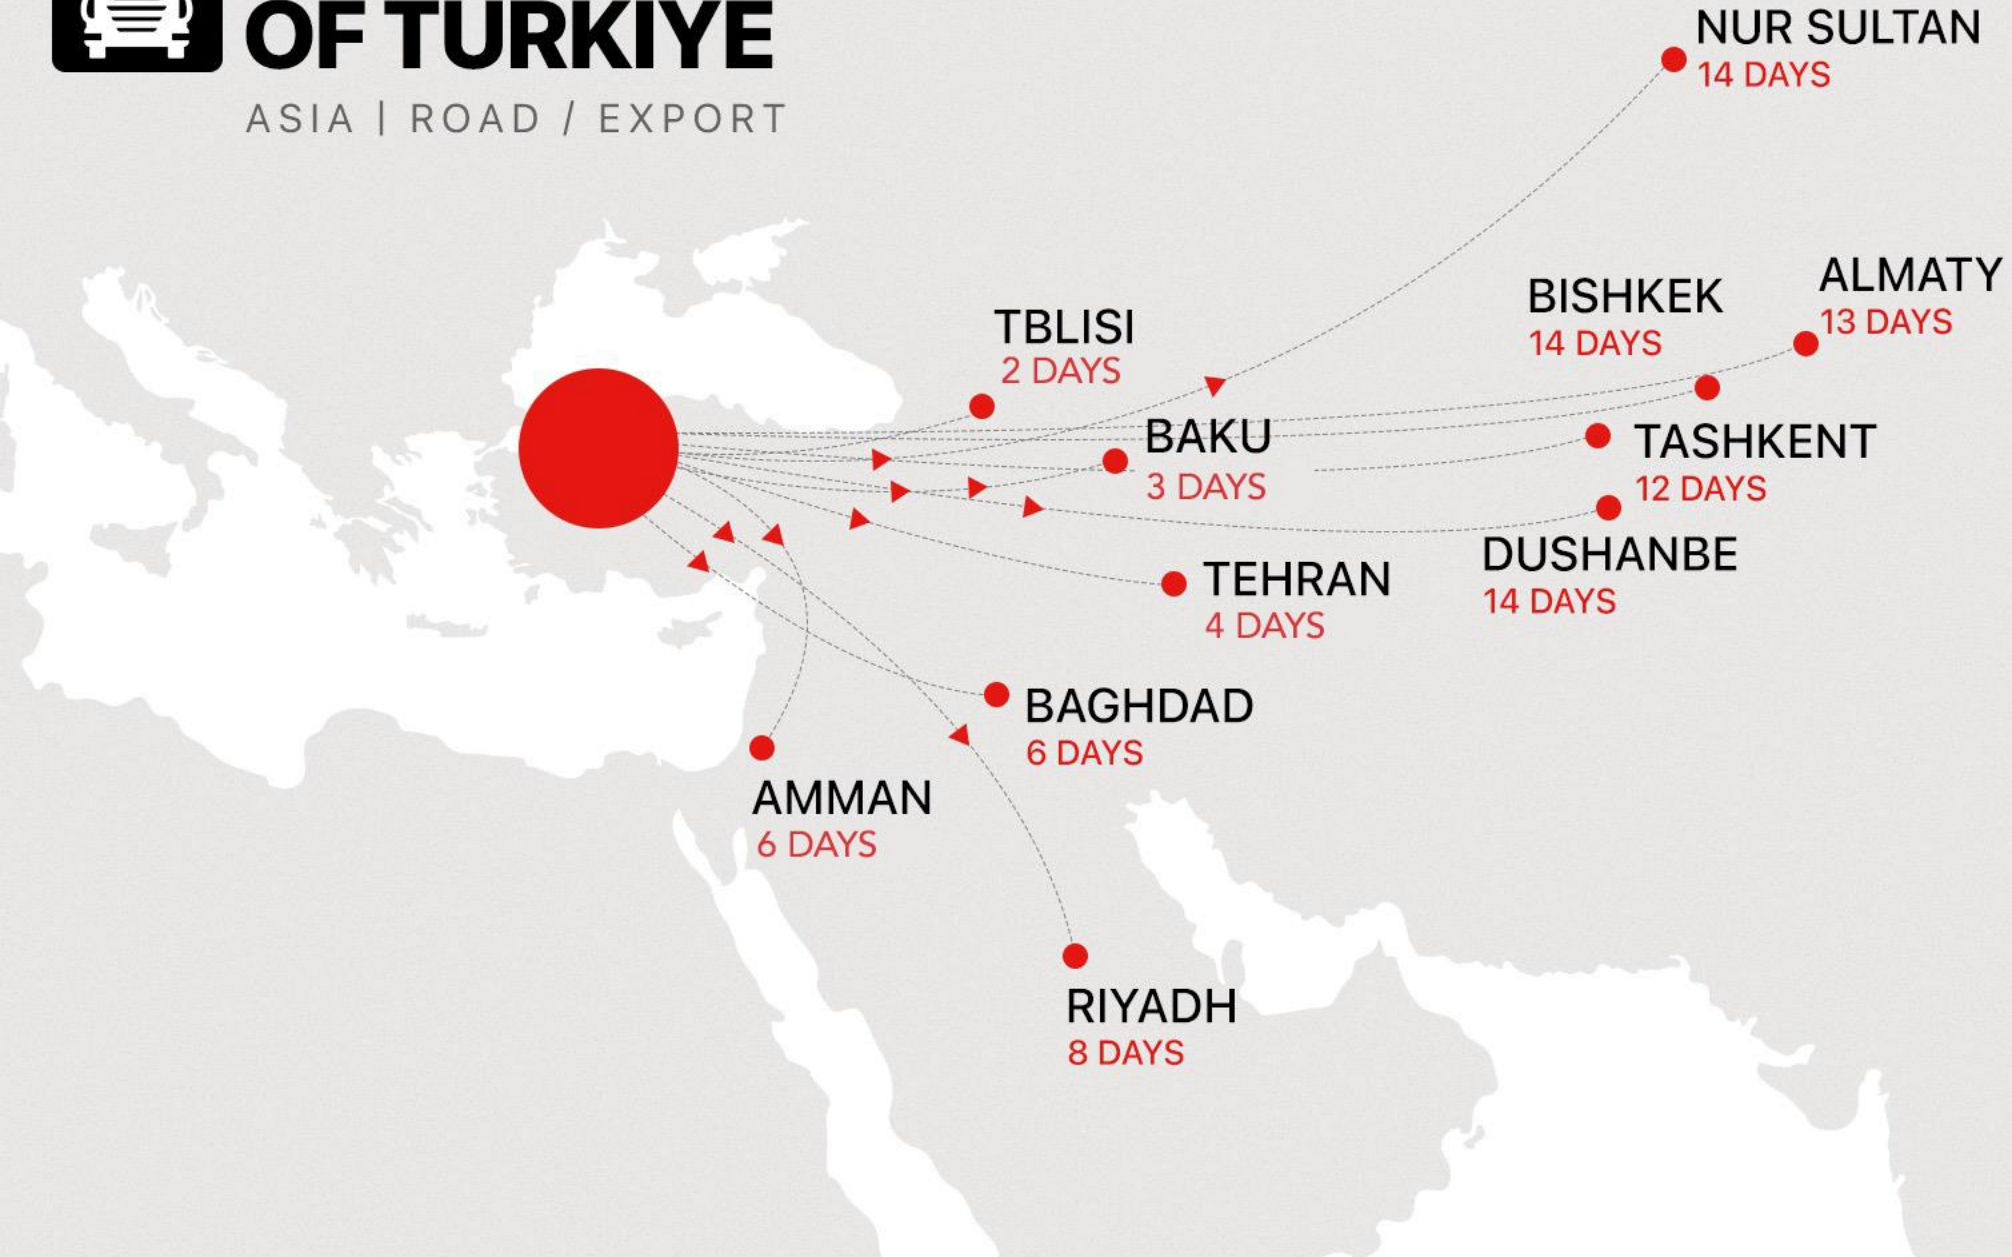 OF TURKIYE
ASIA | ROAD / EXPORT
NUR SULTAN
14 DAYS
ALMATY
13 DAYS
BISHKEK
14 DAYS
TBLISI
2 DAYS
BAKU
3 DAYS
TASHKENT
12 DAYS
DUSHANBE
14 DAYS
TEHRAN
4 DAYS
BAGHDAD
6 DAYS
AMMAN
6 DAYS
RIYADH
8 DAYS